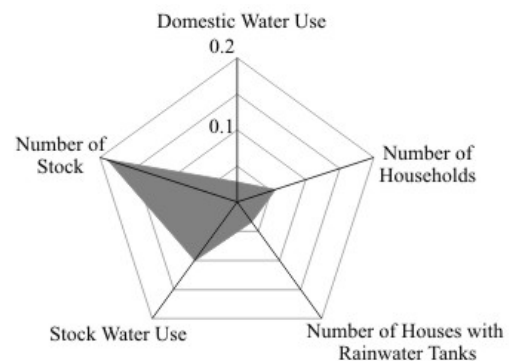 Domestic Water Use
0.2
0.1
Number of
Stock
Number of
Households
Stock Water Use
Number of Houses with
Rainwater Tanks